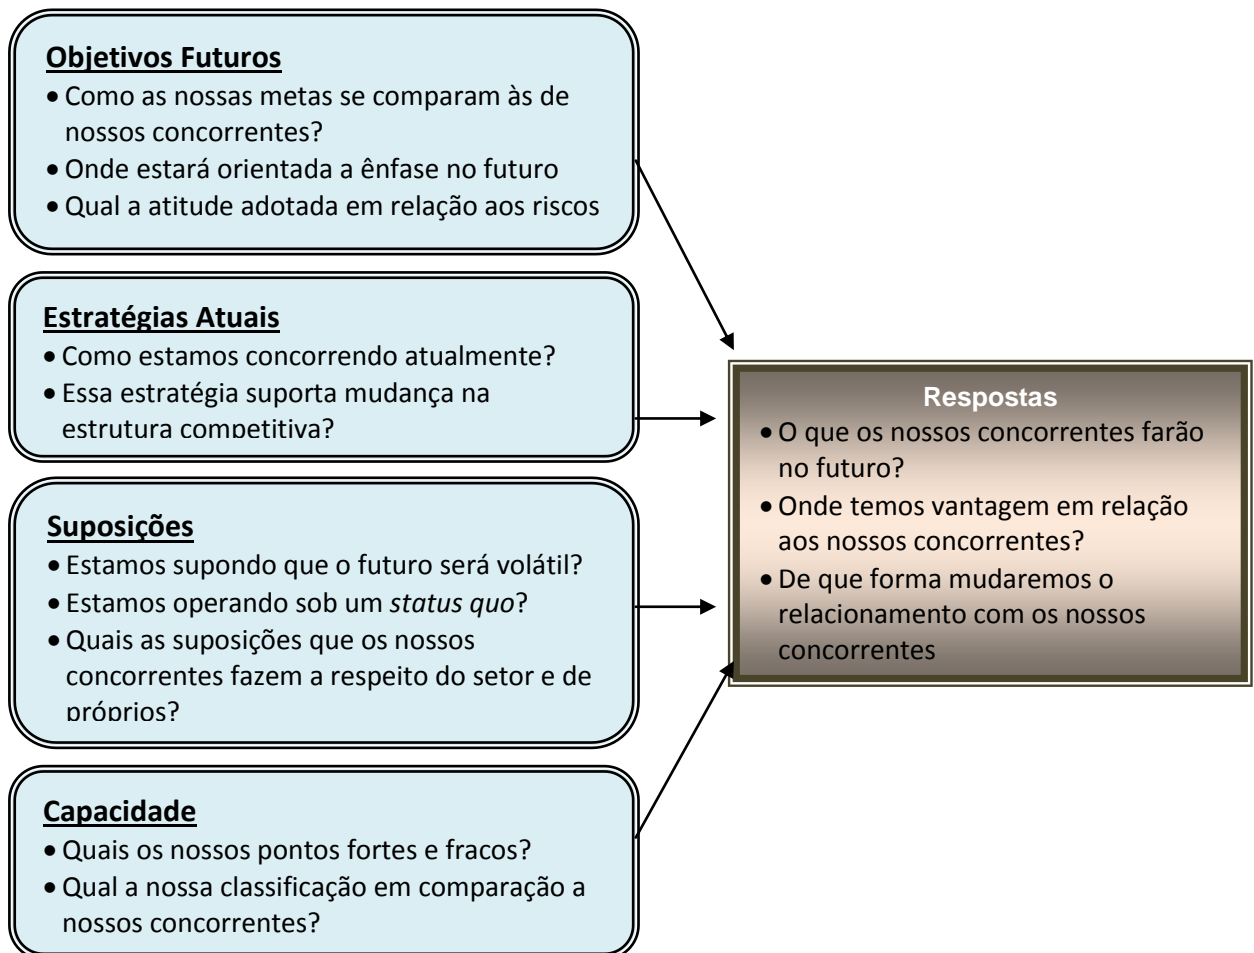 Objetivos Futuros
• Como as nossas metas se comparam às de
nossos concorrentes?
• Onde estará orientada a ênfase no futuro
• Qual a atitude adotada em relação aos riscos
Estratégias Atuais
• Como estamos concorrendo atualmente?
• Essa estratégia suporta mudança na
estrutura competitiva?
Suposições
• Estamos supondo que o futuro será volátil?
• Estamos operando sob um status quo?
• Quais as suposições que os nossos
concorrentes fazem a respeito do setor e de
próprios?
Capacidade
• Quais os nossos pontos fortes e fracos?
• Qual a nossa classificação em comparação a
nossos concorrentes?
Respostas
• O que os nossos concorrentes farão
no futuro?
• Onde temos vantagem em relação
aos nossos concorrentes?
• De que forma mudaremos o
relacionamento com os nossos
concorrentes